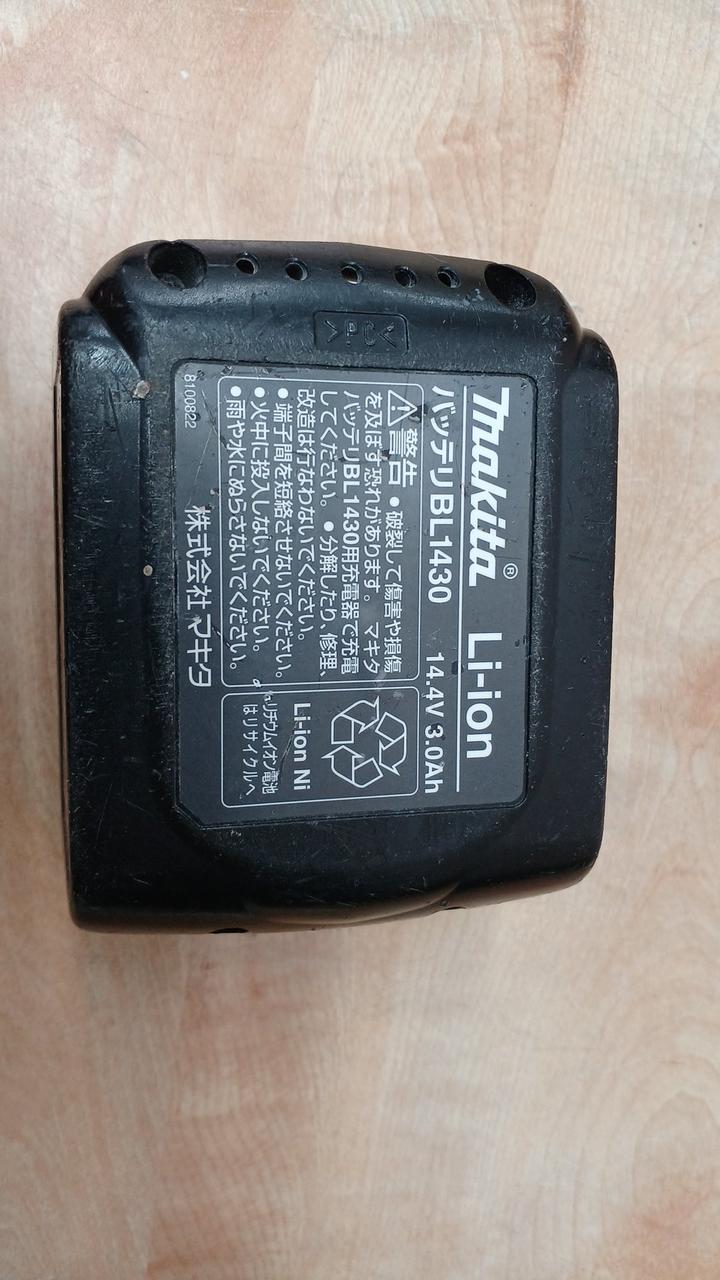 >PC<
makita® Li-ion
バッテリBL1430 14.4V 3.0Ah
警告 ●破裂して傷害や損傷
を及ぼす恐れがあります。マキタ
バッテリBL1430用充電器で充電
してください。●分解したり、修理、
改造は行なわないでください。
●端子間を短絡させないでください。
●火中に投入しないでください。
●雨や水にぬらさないでください。
Li-ion Ni
リチウムイオン電池
はリサイクルへ
8100822
株式会社 マキタ